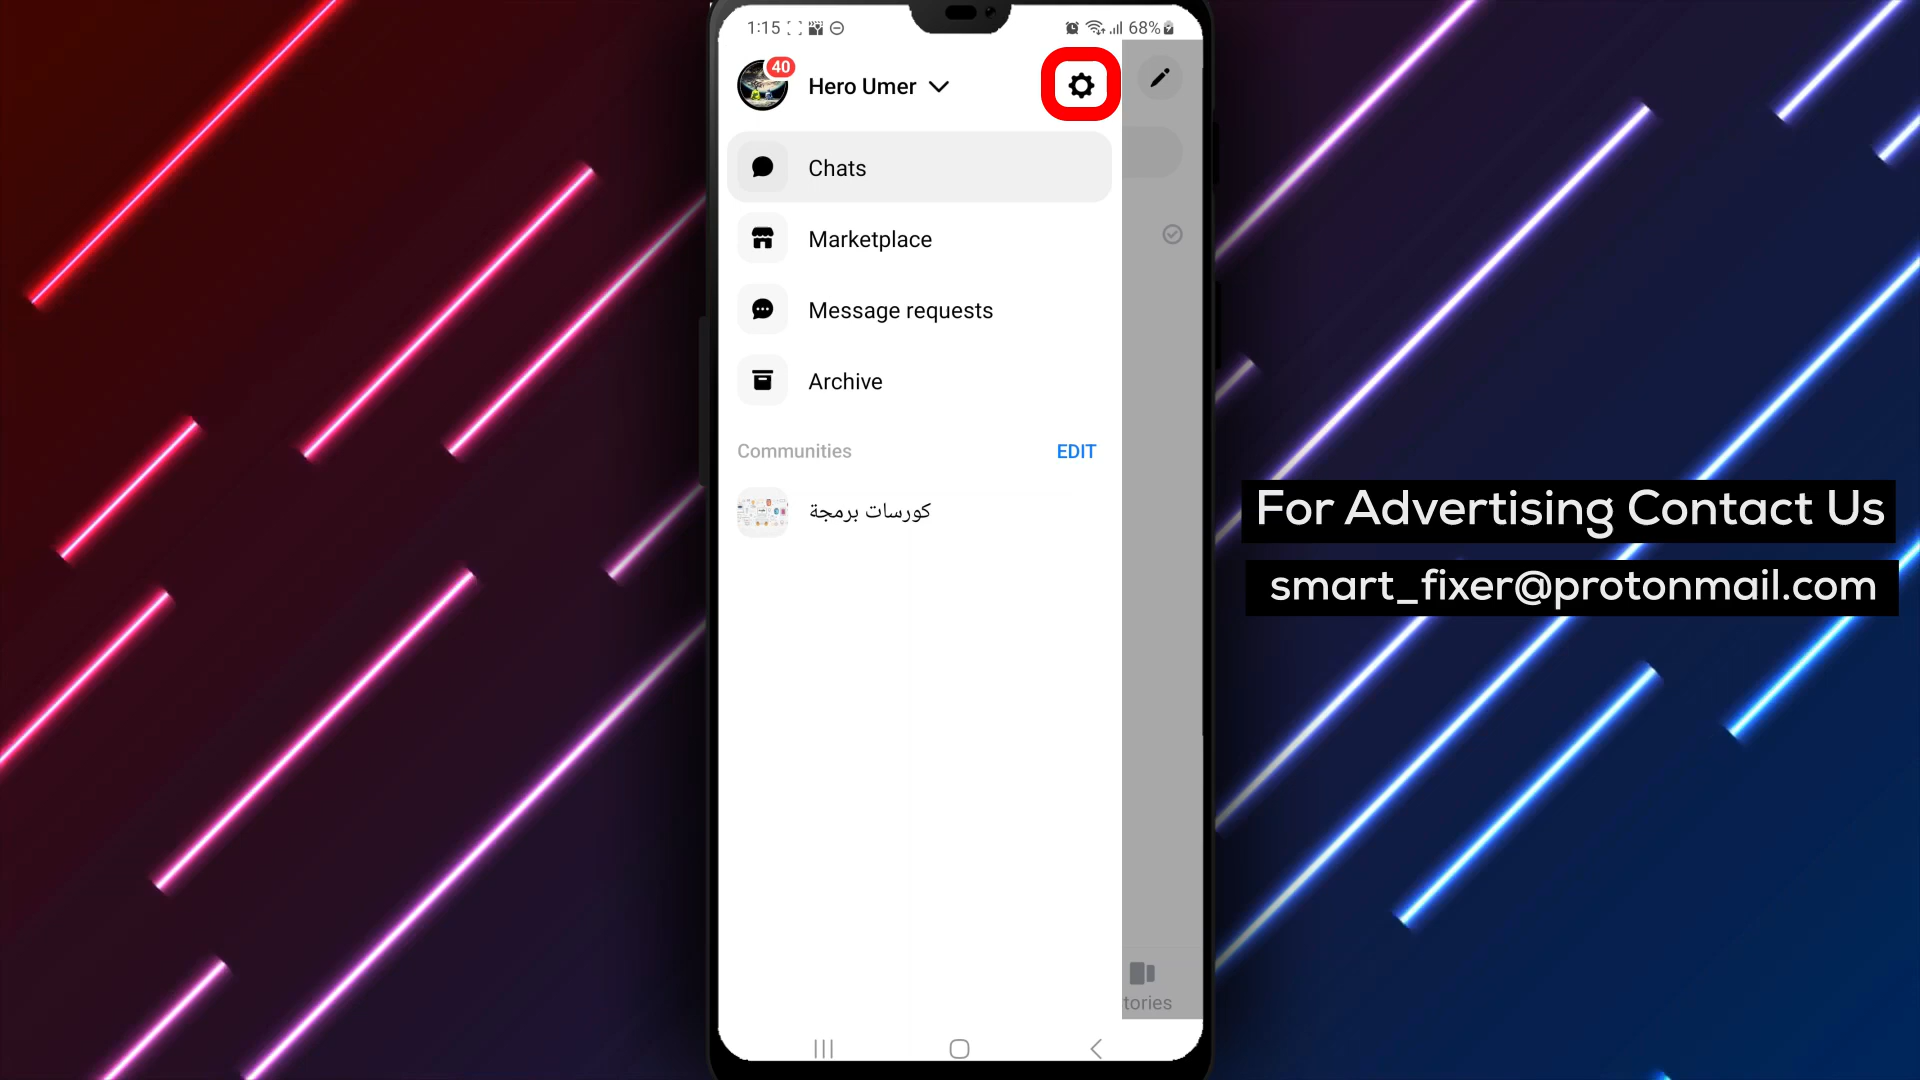 1:15
68%
40
Hero Umer
Chats
Marketplace
Message requests
Archive
Communities
EDIT
كورسات برمجة
tories
For Advertising Contact Us
smart_fixer@protonmail.com